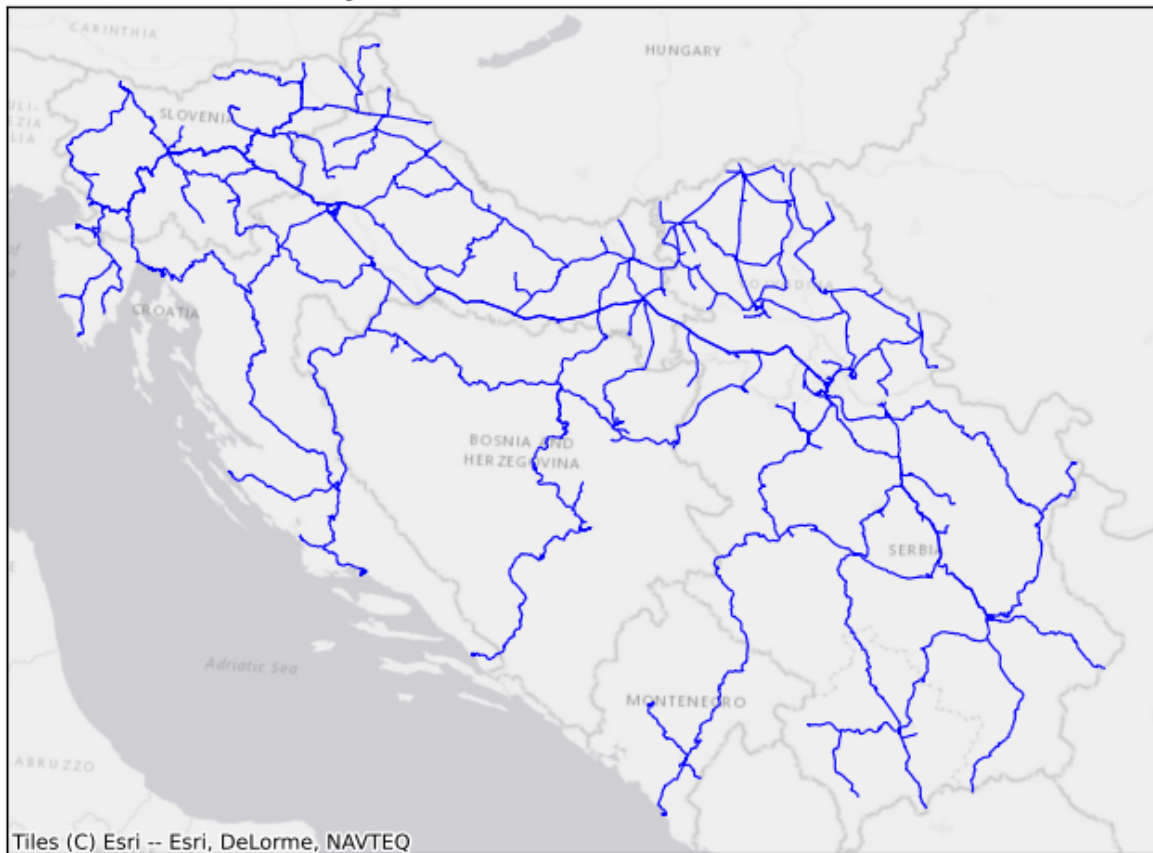 CARINTHIA
HUNGARY
SLOVENIA
CROATIA
BOSNIA AND
HERZEGOVINA
SERBIA
Adriatic Sea
MONTENEGRO
ABRUZZO
Tiles (C) Esri -- Esri, DeLorme, NAVTEQ